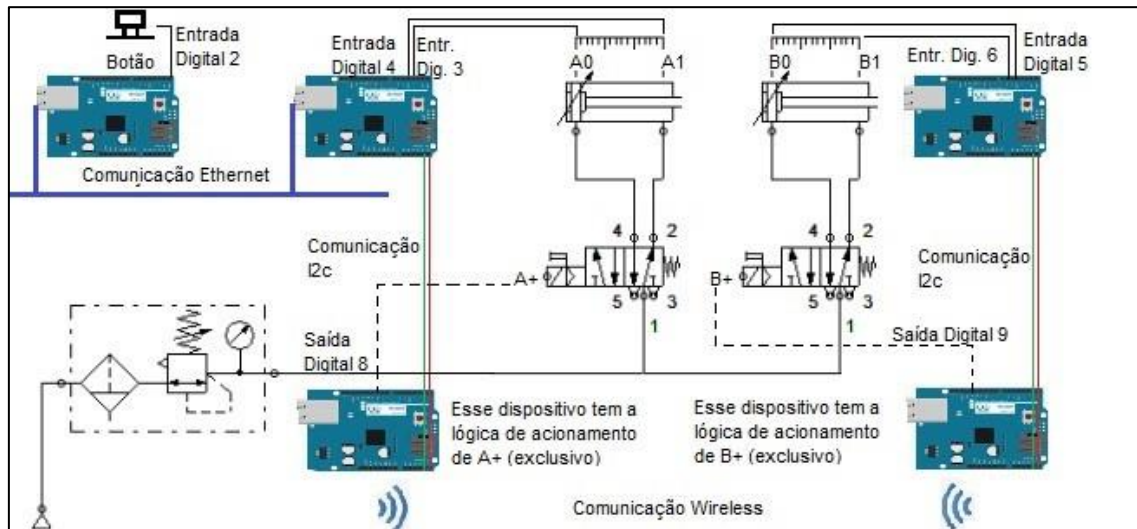 Botão
Entrada
Digital 2
Entrada
Digital 4
Entr.
Dig. 3
A0
A1
B0
B1
Entr. Dig. 6
Entrada
Digital 5
Comunicação Ethernet
Comunicação
I2c
4
2
A+
5
3
1
4
2
B+
5
3
1
Comunicação
I2c
Saída
Digital 8
Saída Digital 9
Esse dispositivo tem a
lógica de acionamento
de A+ (exclusivo)
Esse dispositivo tem a
lógica de acionamento
de B+ (exclusivo)
Comunicação Wireless